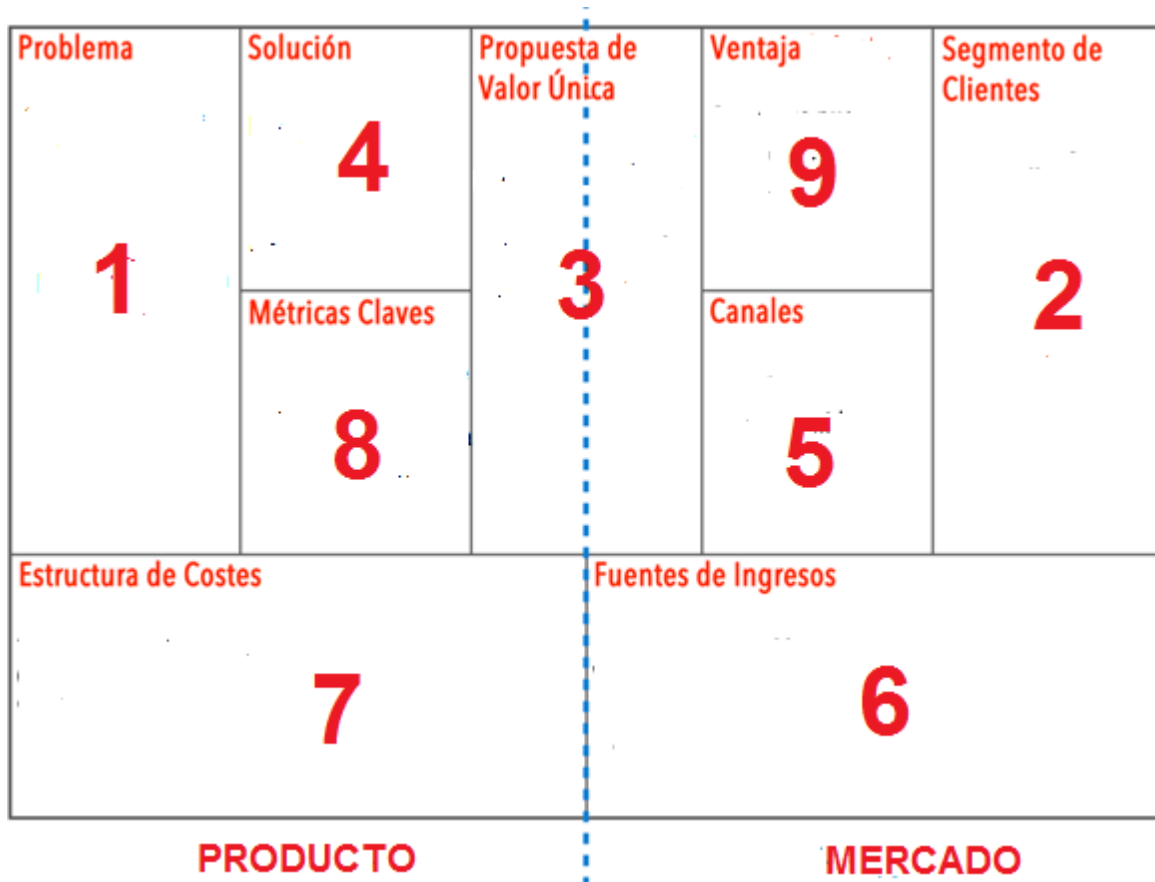 Problema
1
Solución
4
Métricas Claves
8
Propuesta de
Valor Única
3
Ventaja
9
Canales
5
Segmento de
Clientes
2
Estructura de Costes
7
Fuentes de Ingresos
6
PRODUCTO
MERCADO